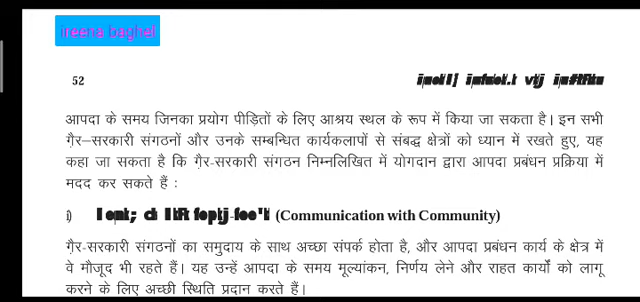 ireena baghel
52
आपदा के समय जिनका प्रयोग पीड़ितों के लिए आश्रय स्थल के रूप में किया जा सकता है। इन सभी
ग़ैर–सरकारी संगठनों और उनके सम्बन्धित कार्यकलापों से संबद्ध क्षेत्रों को ध्यान में रखते हुए, यह
कहा जा सकता है कि ग़ैर-सरकारी संगठन निम्नलिखित में योगदान द्वारा आपदा प्रबंधन प्रक्रिया में
मदद कर सकते हैं :
i) (Communication with Community)
ग़ैर-सरकारी संगठनों का समुदाय के साथ अच्छा संपर्क होता है, और आपदा प्रबंधन कार्य के क्षेत्र में
वे मौजूद भी रहते हैं। यह उन्हें आपदा के समय मूल्यांकन, निर्णय लेने और राहत कार्यों को लागू
करने के लिए अच्छी स्थिति प्रदान करते हैं।